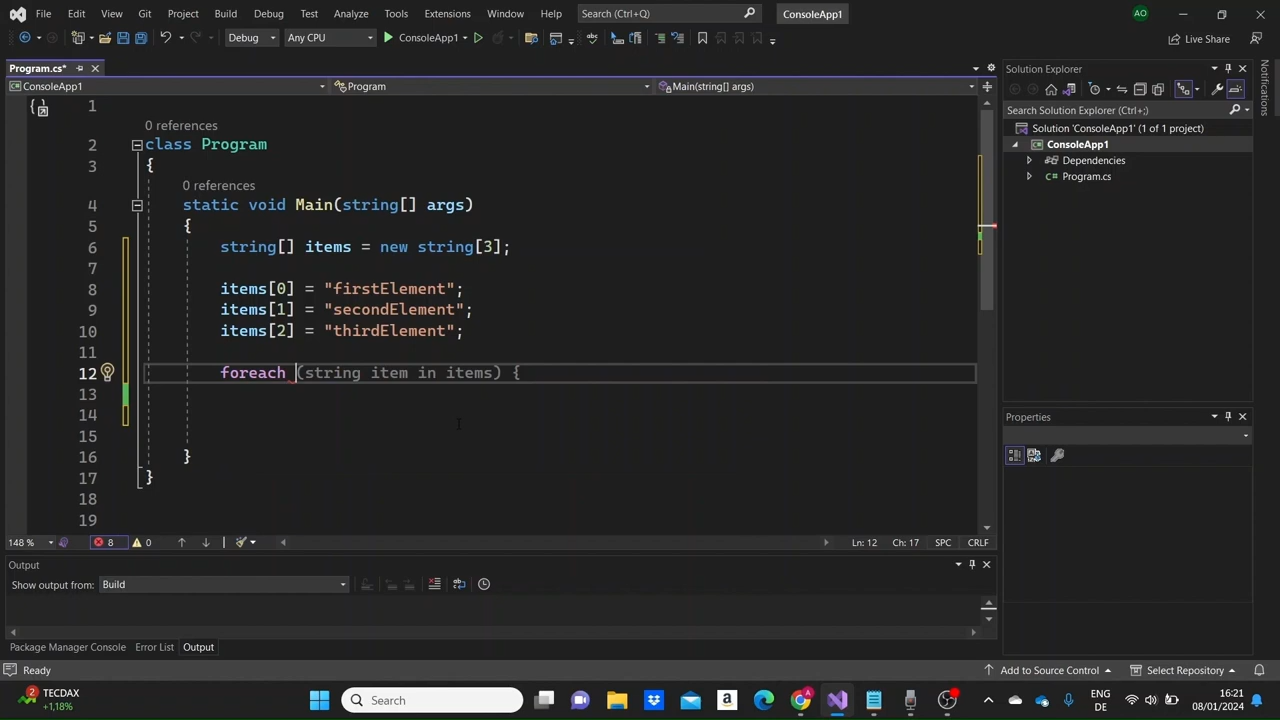 File Edit View Git Project Build Debug Test Analyze Tools Extensions Window Help Search (Ctrl+Q) ConsoleApp1 AO
Debug Any CPU ConsoleApp1 Live Share
Program.cs*
ConsoleApp1 Program Main(string[] args)
1
0 references
2 class Program
3 {
0 references
4 static void Main(string[] args)
5 {
6 string[] items = new string[3];
7
8 items[0] = "firstElement";
9 items[1] = "secondElement";
10 items[2] = "thirdElement";
11
12 foreach (string item in items) {
13
14
15
16 }
17 }
18
19
148 % 8 0 Ln: 12 Ch: 17 SPC CRLF
Output
Show output from: Build
Package Manager Console Error List Output
Solution Explorer
Search Solution Explorer (Ctrl+;)
Solution 'ConsoleApp1' (1 of 1 project)
ConsoleApp1
Dependencies
Program.cs
Properties
Notifications
Ready Add to Source Control Select Repository
2 TECDAX
+1,18%
Search
a
A
ENG
DE
16:21
08/01/2024